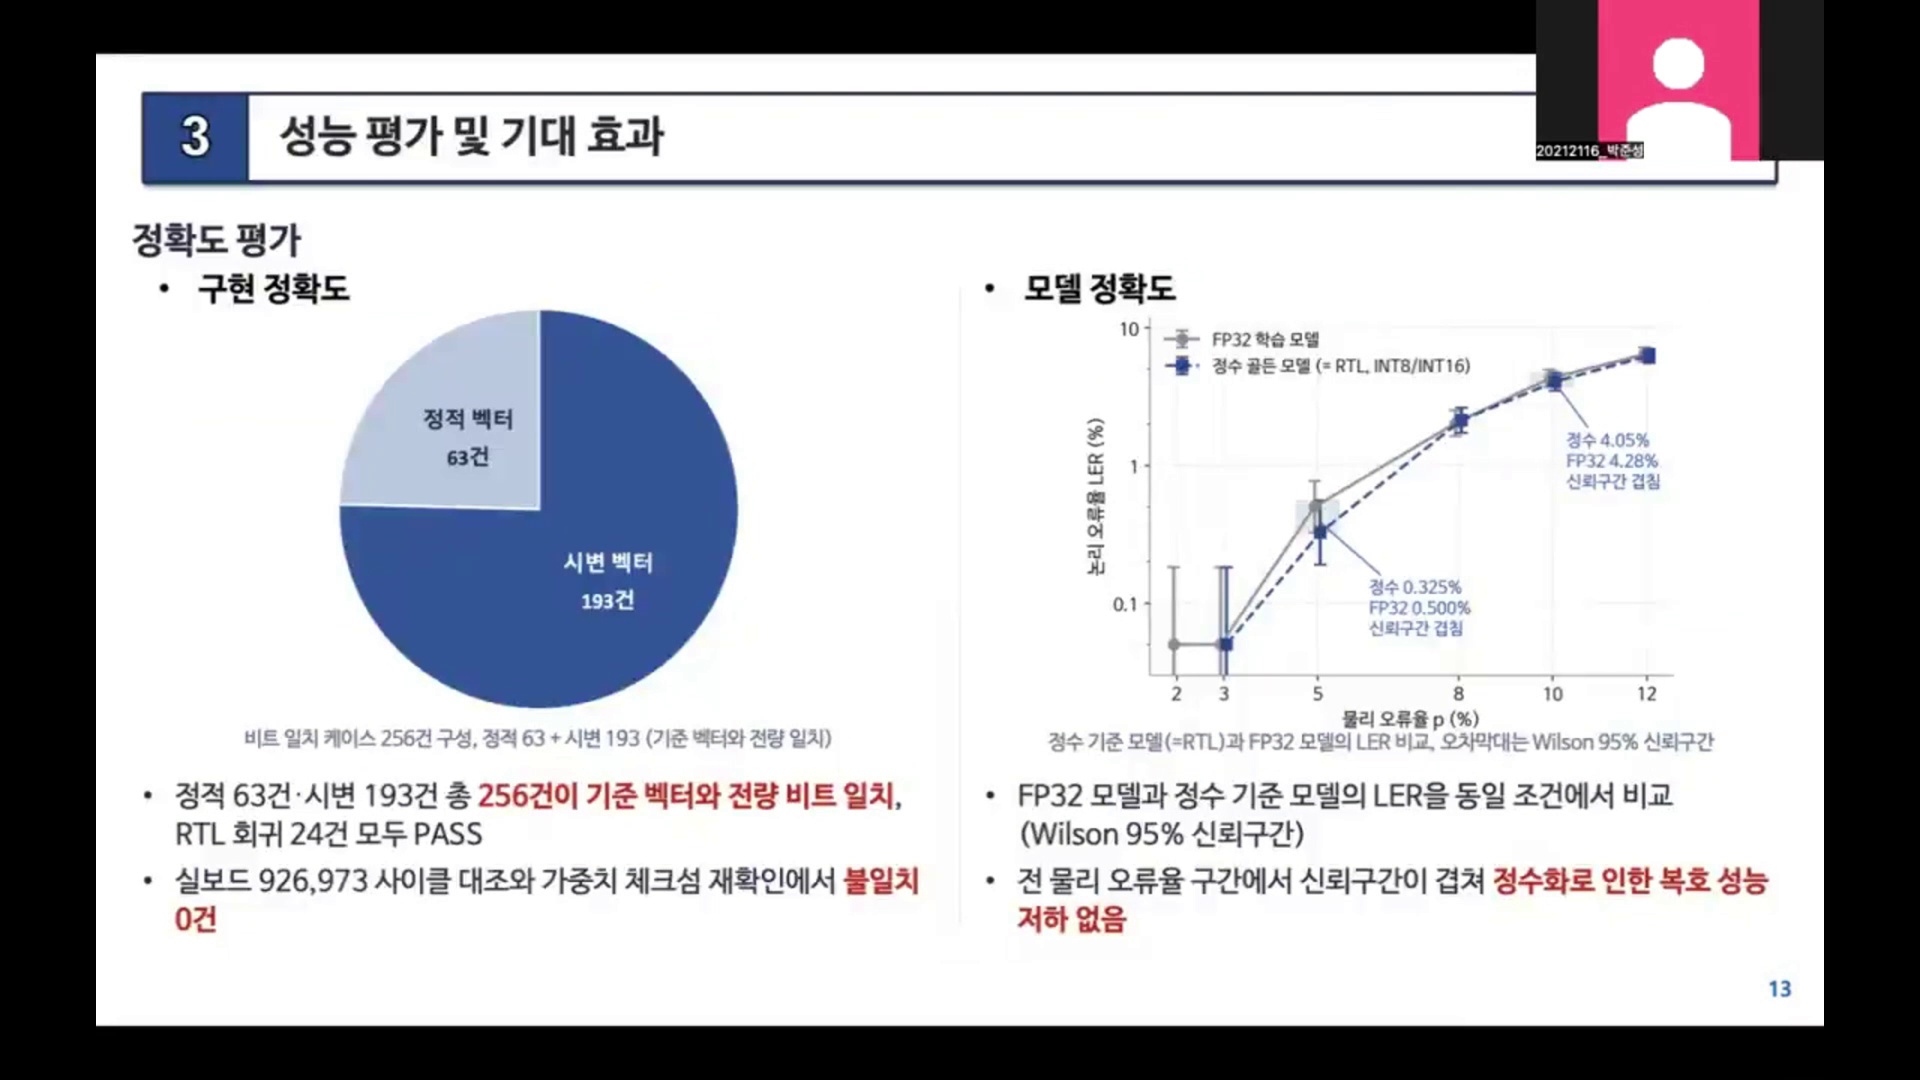 20212116_박준성
3
성능 평가 및 기대 효과
정확도 평가
• 구현 정확도
정적 벡터
63건
시변 벡터
193건
비트 일치 케이스 256건 구성, 정적 63 + 시변 193 (기준 벡터와 전량 일치)
• 정적 63건·시변 193건 총 256건이 기준 벡터와 전량 비트 일치,
RTL 회귀 24건 모두 PASS
• 실보드 926,973 사이클 대조와 가중치 체크섬 재확인에서 불일치
0건
• 모델 정확도
FP32 학습 모델
정수 골든 모델 (= RTL, INT8/INT16)
논리 오류율 LER (%)
10
1
0.1
정수 4.05%
FP32 4.28%
신뢰구간 겹침
정수 0.325%
FP32 0.500%
신뢰구간 겹침
2 3 5 8 10 12
물리 오류율 p (%)
정수 기준 모델(=RTL)과 FP32 모델의 LER 비교, 오차막대는 Wilson 95% 신뢰구간
• FP32 모델과 정수 기준 모델의 LER을 동일 조건에서 비교
(Wilson 95% 신뢰구간)
• 전 물리 오류율 구간에서 신뢰구간이 겹쳐 정수화로 인한 복호 성능
저하 없음
13